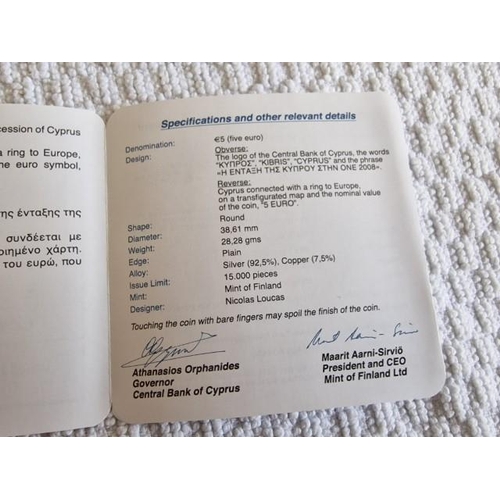 cession of Cyprus
a ring to Europe,
he euro symbol,
ης ένταξης της
συνδέεται με
οιημένο χάρτη.
του ευρώ, που
Specifications and other relevant details
Denomination: €5 (five euro)
Design: Obverse:
The logo of the Central Bank of Cyprus, the words
"ΚΥΠΡΟΣ", "KIBRIS", "CYPRUS" and the phrase
«Η ΕΝΤΑΞΗ ΤΗΣ ΚΥΠΡΟΥ ΣΤΗΝ ΟΝΕ 2008».
Reverse:
Cyprus connected with a ring to Europe,
on a transfigured map and the nominal value
of the coin, "5 EURO".
Shape: Round
Diameter: 38,61 mm
Weight: 28,28 gms
Edge: Plain
Alloy: Silver (92,5%), Copper (7,5%)
Issue Limit: 15.000 pieces
Mint: Mint of Finland
Designer: Nicolas Loucas
Touching the coin with bare fingers may spoil the finish of the coin.
Athanasios Orphanides
Governor
Central Bank of Cyprus
Maarit Aarni-Sirviö
President and CEO
Mint of Finland Ltd